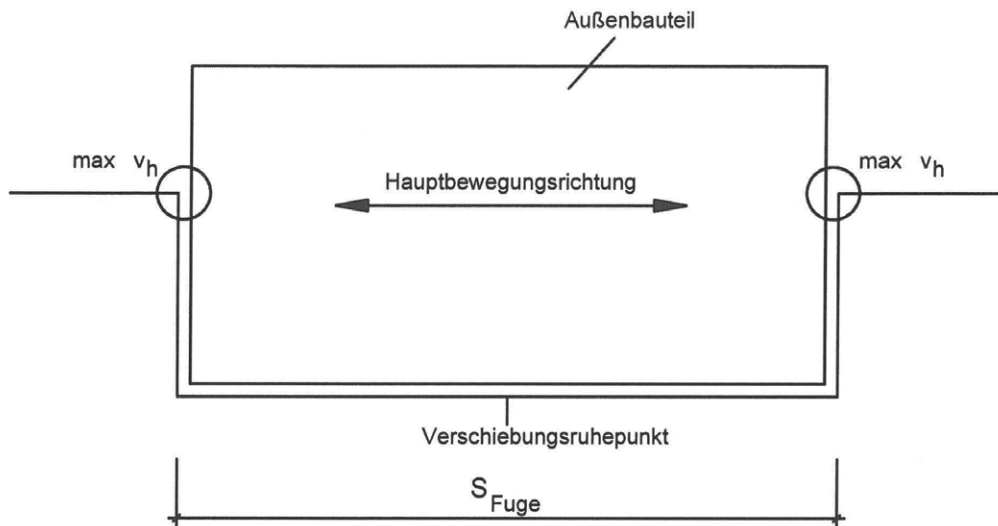 Außenbauteil
max v_h
max v_h
Hauptbewegungsrichtung
Verschiebungsruhepunkt
S_Fuge